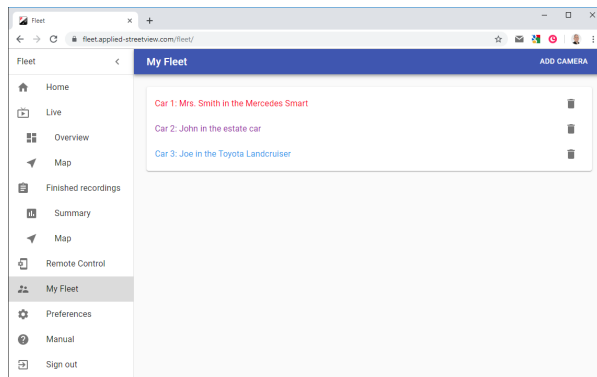 Fleet
fleet.applied-streetview.com/fleet/
Fleet
My Fleet
ADD CAMERA
Home
Live
Overview
Map
Finished recordings
Summary
Map
Remote Control
My Fleet
Preferences
Manual
Sign out
Car 1: Mrs. Smith in the Mercedes Smart
Car 2: John in the estate car
Car 3: Joe in the Toyota Landcruiser